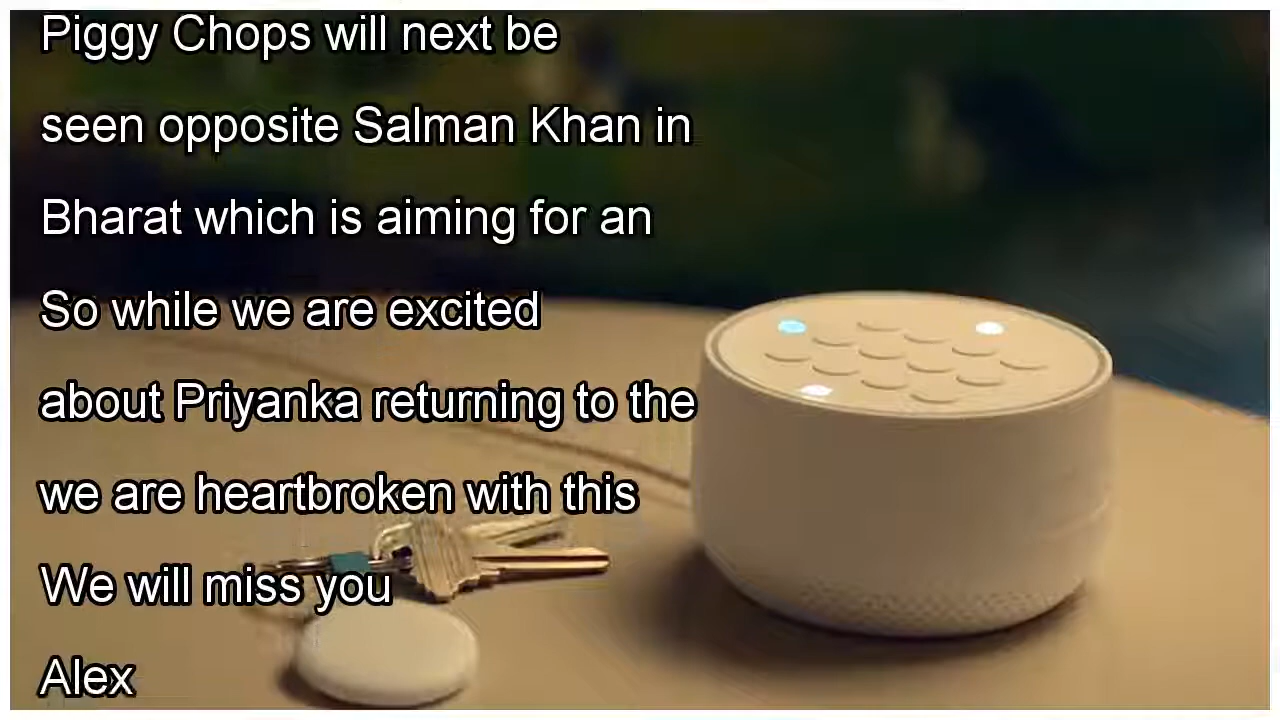 Piggy Chops will next be
seen opposite Salman Khan in
Bharat which is aiming for an
So while we are excited
about Priyanka returning to the
we are heartbroken with this
We will miss you
Alex